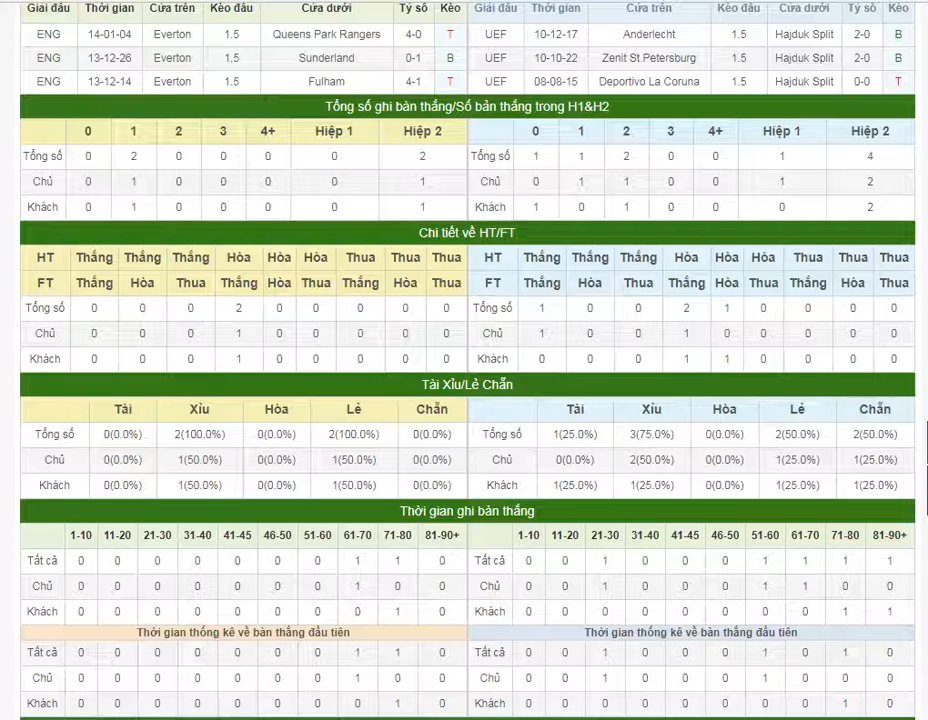 Giải đấu Thời gian Cửa trên Kèo đầu Cửa dưới Tỷ số Kèo Giải đấu Thời gian Cửa trên Kèo đầu Cửa dưới Tỷ số Kèo
ENG 14-01-04 Everton 1.5 Queens Park Rangers 4-0 T UEF 10-12-17 Anderlecht 1.5 Hajduk Split 2-0 B
ENG 13-12-26 Everton 1.5 Sunderland 0-1 B UEF 10-10-22 Zenit St.Petersburg 1.5 Hajduk Split 2-0 B
ENG 13-12-14 Everton 1.5 Fulham 4-1 T UEF 08-08-15 Deportivo La Coruna 1.5 Hajduk Split 0-0 T
Tổng số ghi bàn thắng/Số bàn thắng trong H1&H2
0 1 2 3 4+ Hiệp 1 Hiệp 2 0 1 2 3 4+ Hiệp 1 Hiệp 2
Tổng số 0 2 0 0 0 0 2 Tổng số 1 1 2 0 0 1 4
Chủ 0 1 0 0 0 0 1 Chủ 0 1 1 0 0 1 2
Khách 0 1 0 0 0 0 1 Khách 1 0 1 0 0 0 2
Chi tiết về HT/FT
HT Thắng Thắng Thắng Hòa Hòa Hòa Thua Thua Thua HT Thắng Thắng Thắng Hòa Hòa Hòa Thua Thua Thua
FT Thắng Hòa Thua Thắng Hòa Thua Thắng Hòa Thua FT Thắng Hòa Thua Thắng Hòa Thua Thắng Hòa Thua
Tổng số 0 0 0 2 0 0 0 0 0 Tổng số 1 0 0 2 1 0 0 0 0
Chủ 0 0 0 1 0 0 0 0 0 Chủ 1 0 0 1 0 0 0 0 0
Khách 0 0 0 1 0 0 0 0 0 Khách 0 0 0 1 1 0 0 0 0
Tài Xỉu/Lẻ Chẵn
Tài Xỉu Hòa Lẻ Chẵn Tài Xỉu Hòa Lẻ Chẵn
Tổng số 0(0.0%) 2(100.0%) 0(0.0%) 2(100.0%) 0(0.0%) Tổng số 1(25.0%) 3(75.0%) 0(0.0%) 2(50.0%) 2(50.0%)
Chủ 0(0.0%) 1(50.0%) 0(0.0%) 1(50.0%) 0(0.0%) Chủ 0(0.0%) 2(50.0%) 0(0.0%) 1(25.0%) 1(25.0%)
Khách 0(0.0%) 1(50.0%) 0(0.0%) 1(50.0%) 0(0.0%) Khách 1(25.0%) 1(25.0%) 0(0.0%) 1(25.0%) 1(25.0%)
Thời gian ghi bàn thắng
1-10 11-20 21-30 31-40 41-45 46-50 51-60 61-70 71-80 81-90+ 1-10 11-20 21-30 31-40 41-45 46-50 51-60 61-70 71-80 81-90+
Tất cả 0 0 0 0 0 0 0 1 1 0 Tất cả 0 0 1 0 0 0 1 1 1 1
Chủ 0 0 0 0 0 0 0 1 0 0 Chủ 0 0 1 0 0 0 1 1 0 0
Khách 0 0 0 0 0 0 0 0 1 0 Khách 0 0 0 0 0 0 0 0 1 1
Thời gian thống kê về bàn thắng đầu tiên Thời gian thống kê về bàn thắng đầu tiên
Tất cả 0 0 0 0 0 0 0 1 1 0 Tất cả 0 0 1 0 0 0 1 0 1 0
Chủ 0 0 0 0 0 0 0 1 0 0 Chủ 0 0 1 0 0 0 1 0 0 0
Khách 0 0 0 0 0 0 0 0 1 0 Khách 0 0 0 0 0 0 0 0 1 0